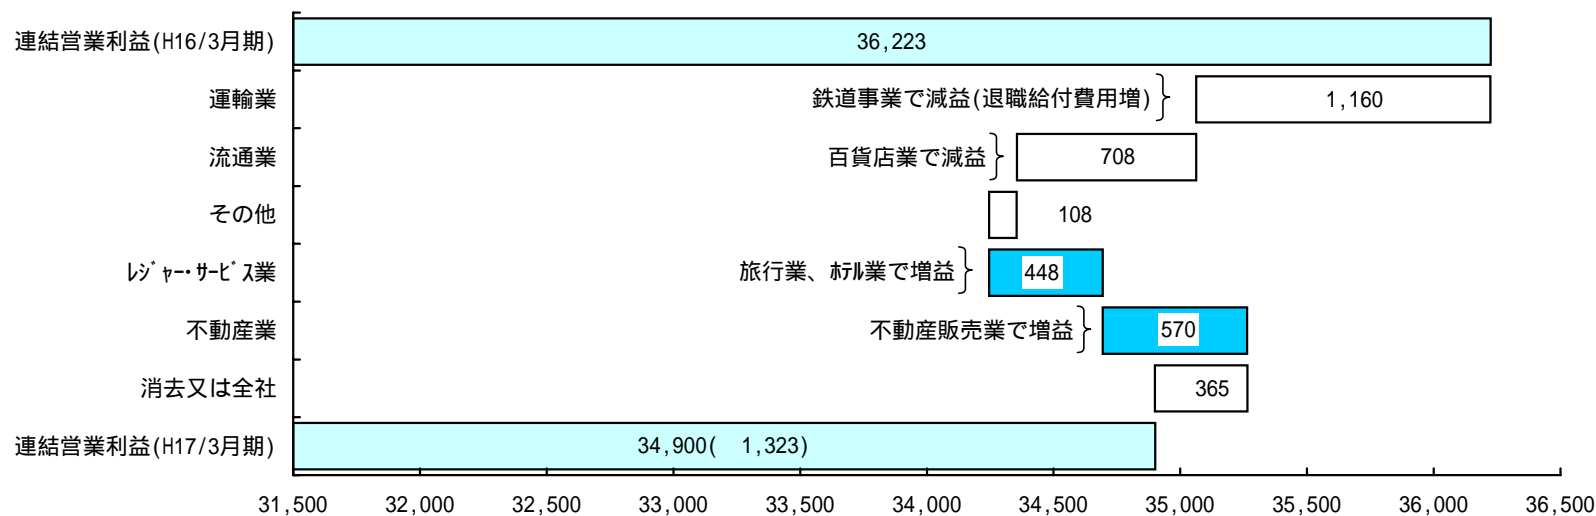 連結営業利益(H16/3月期) 36,223
運輸業 鉄道事業で減益(退職給付費用増) 1,160
流通業 百貨店業で減益 708
その他 108
ﾚｼﾞｬｰ･ｻｰﾋﾞｽ業 旅行業、ﾎﾃﾙ業で増益 448
不動産業 不動産販売業で増益 570
消去又は全社 365
連結営業利益(H17/3月期) 34,900( 1,323)
31,500 32,000 32,500 33,000 33,500 34,000 34,500 35,000 35,500 36,000 36,500